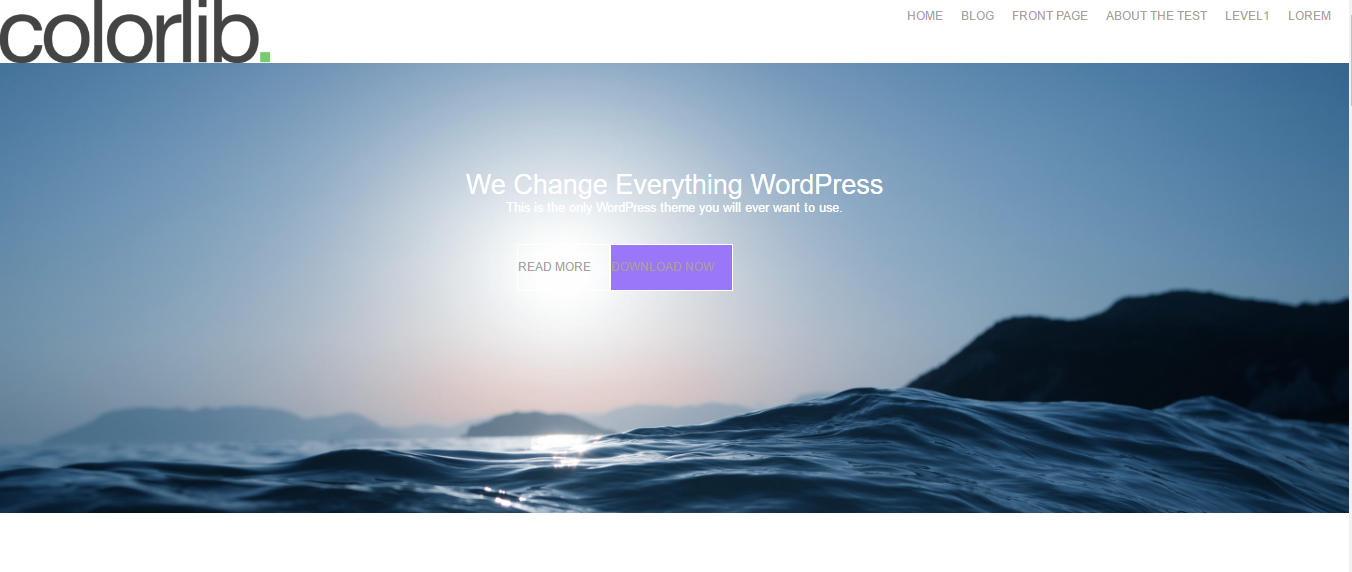 colorlib.
HOME BLOG FRONT PAGE ABOUT THE TEST LEVEL1 LOREM
We Change Everything WordPress
This is the only WordPress theme you will ever want to use.
READ MORE DOWNLOAD NOW